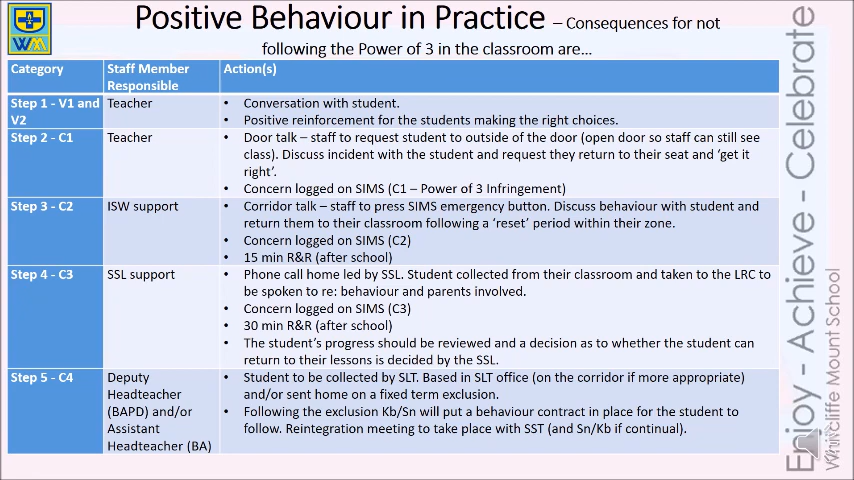 Positive Behaviour in Practice – Consequences for not
following the Power of 3 in the classroom are...
Category
Staff Member
Responsible
Action(s)
Step 1 - V1 and
V2
Teacher
• Conversation with student.
• Positive reinforcement for the students making the right choices.
Step 2 - C1
Teacher
• Door talk – staff to request student to outside of the door (open door so staff can still see
class). Discuss incident with the student and request they return to their seat and 'get it
right'.
• Concern logged on SIMS (C1 – Power of 3 Infringement)
Step 3 - C2
ISW support
• Corridor talk – staff to press SIMS emergency button. Discuss behaviour with student and
return them to their classroom following a 'reset' period within their zone.
• Concern logged on SIMS (C2)
• 15 min R&R (after school)
Step 4 - C3
SSL support
• Phone call home led by SSL. Student collected from their classroom and taken to the LRC to
be spoken to re: behaviour and parents involved.
• Concern logged on SIMS (C3)
• 30 min R&R (after school)
• The student's progress should be reviewed and a decision as to whether the student can
return to their lessons is decided by the SSL.
Step 5 - C4
Deputy
Headteacher
(BAPD) and/or
Assistant
Headteacher (BA)
• Student to be collected by SLT. Based in SLT office (on the corridor if more appropriate)
and/or sent home on a fixed term exclusion.
• Following the exclusion Kb/Sn will put a behaviour contract in place for the student to
follow. Reintegration meeting to take place with SST (and Sn/Kb if continual).
Enjoy - Achieve - Celebrate
Whitcliffe Mount School
WM